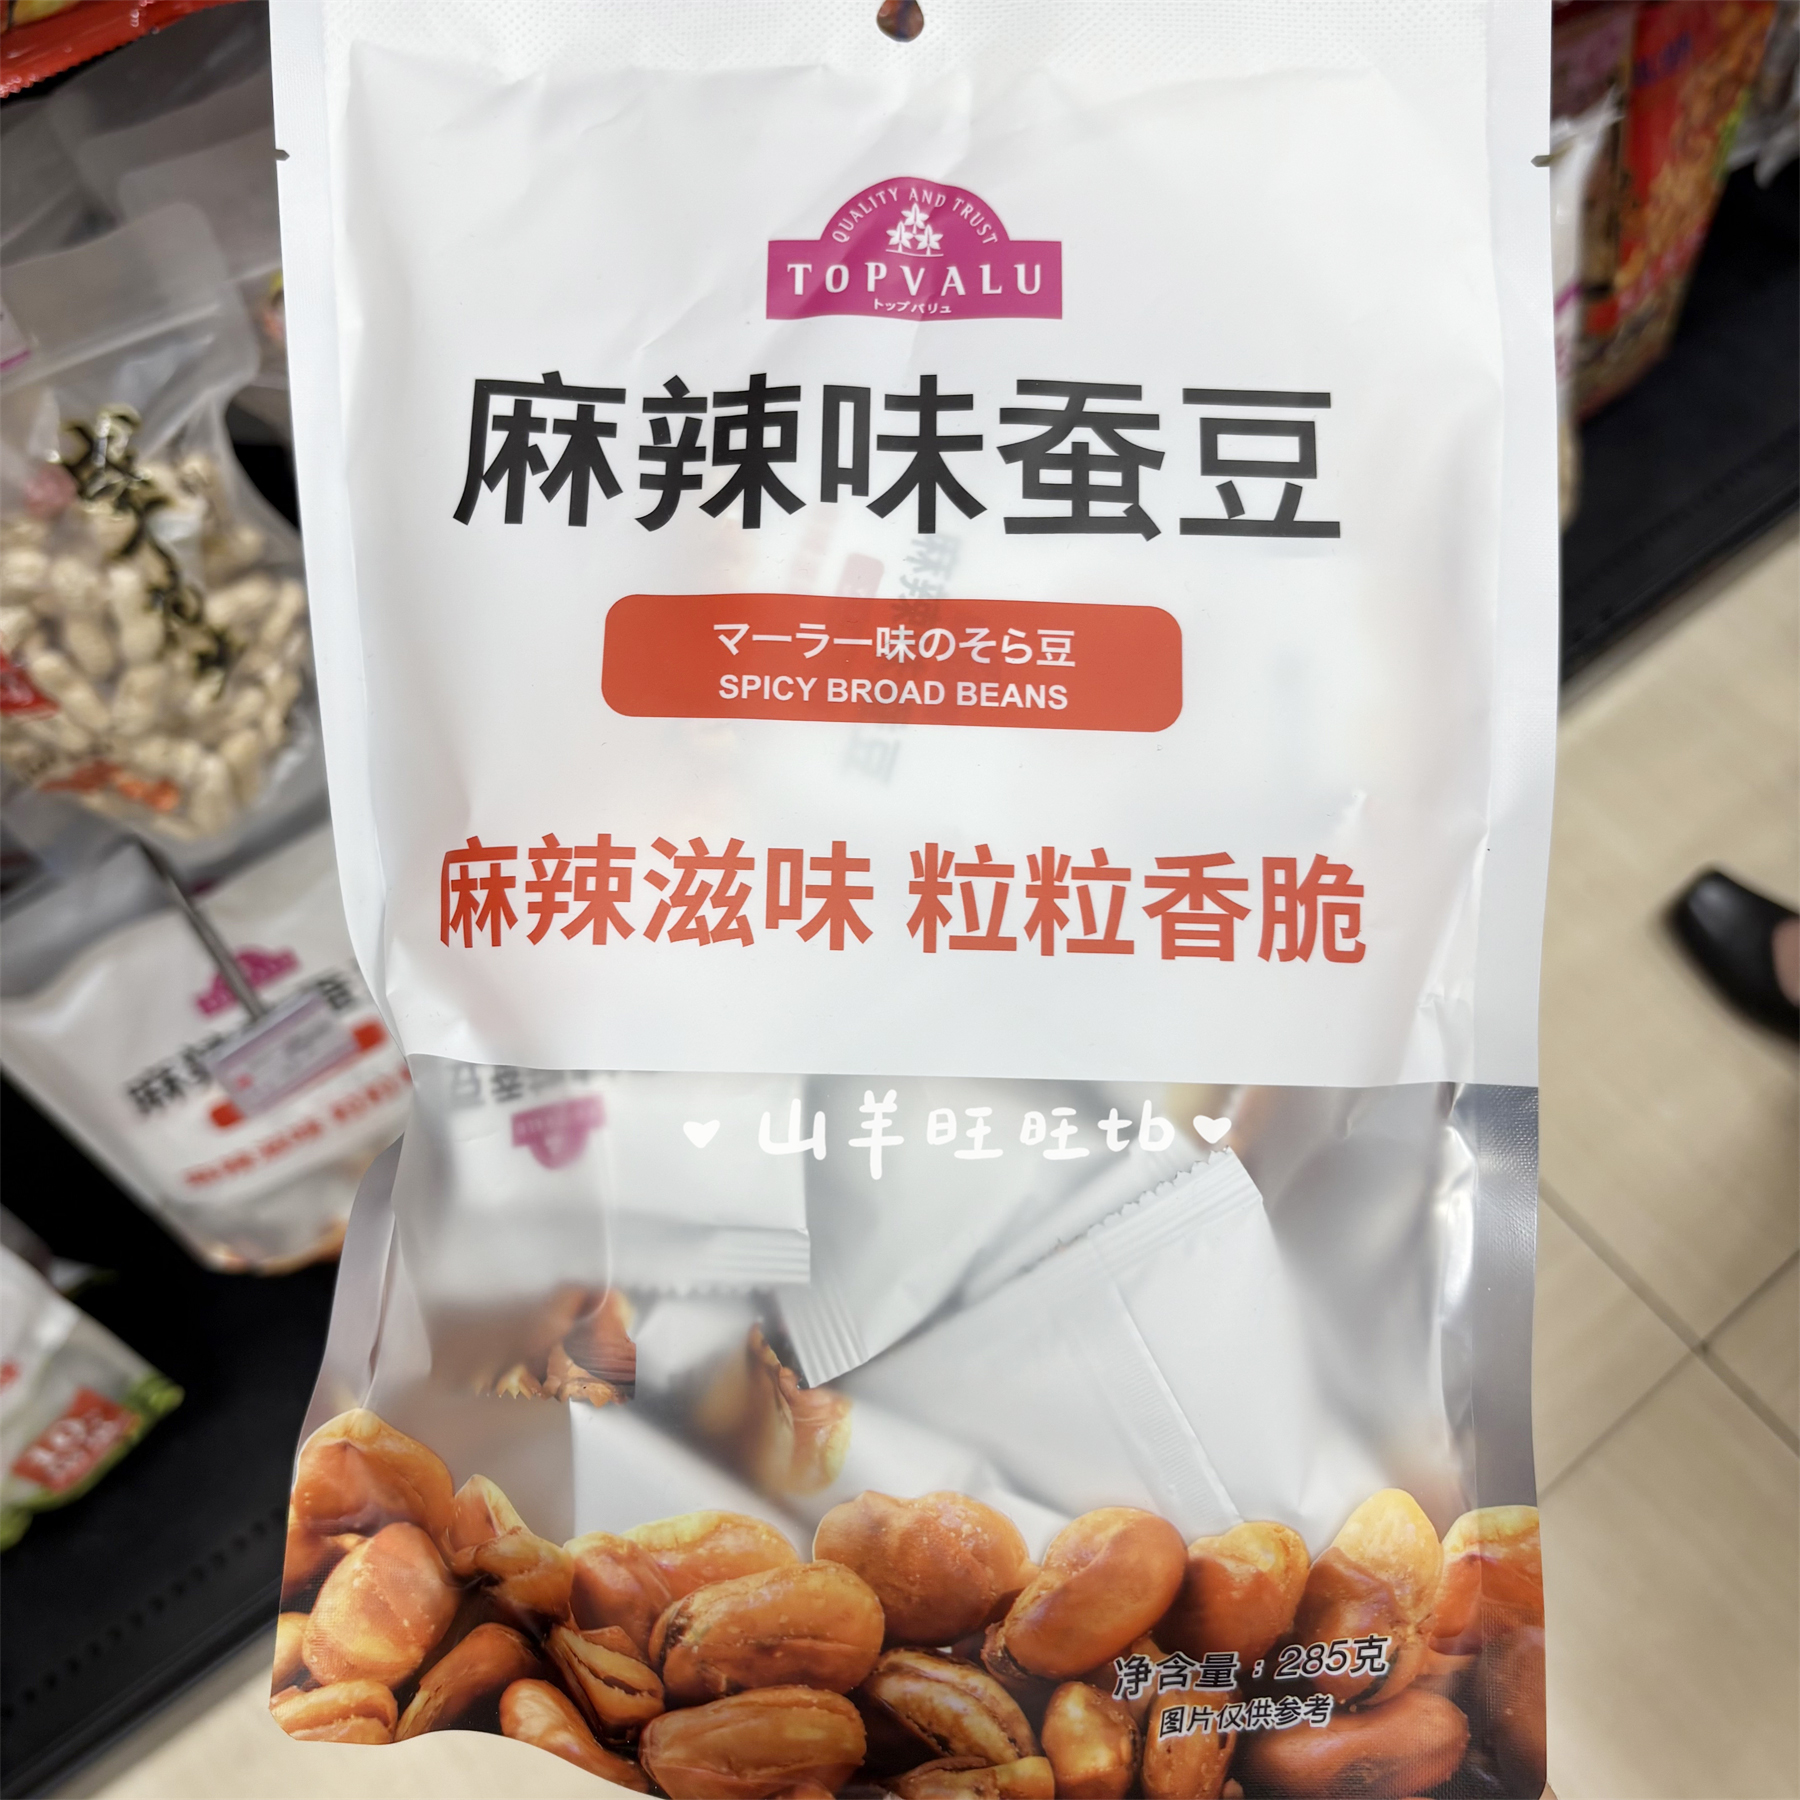 QUALITY AND TRUST
TOPVALU
トップバリュ
麻辣味蚕豆
マーラー味のそら豆
SPICY BROAD BEANS
麻辣滋味 粒粒香脆
山羊旺旺tb
净含量：285克
图片仅供参考